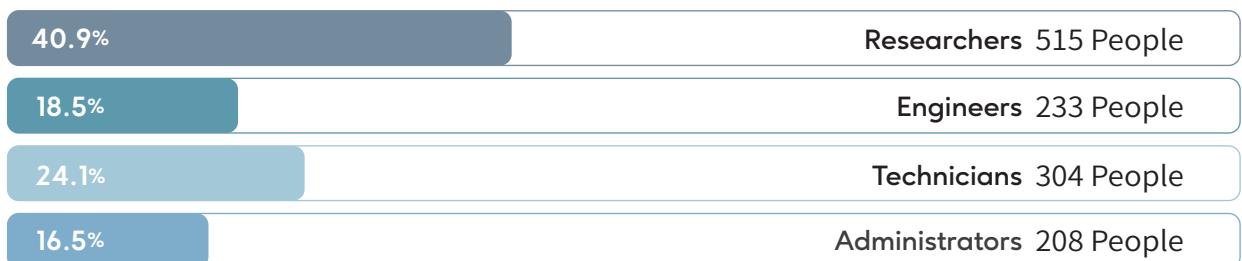 40.9% Researchers 515 People
18.5% Engineers 233 People
24.1% Technicians 304 People
16.5% Administrators 208 People